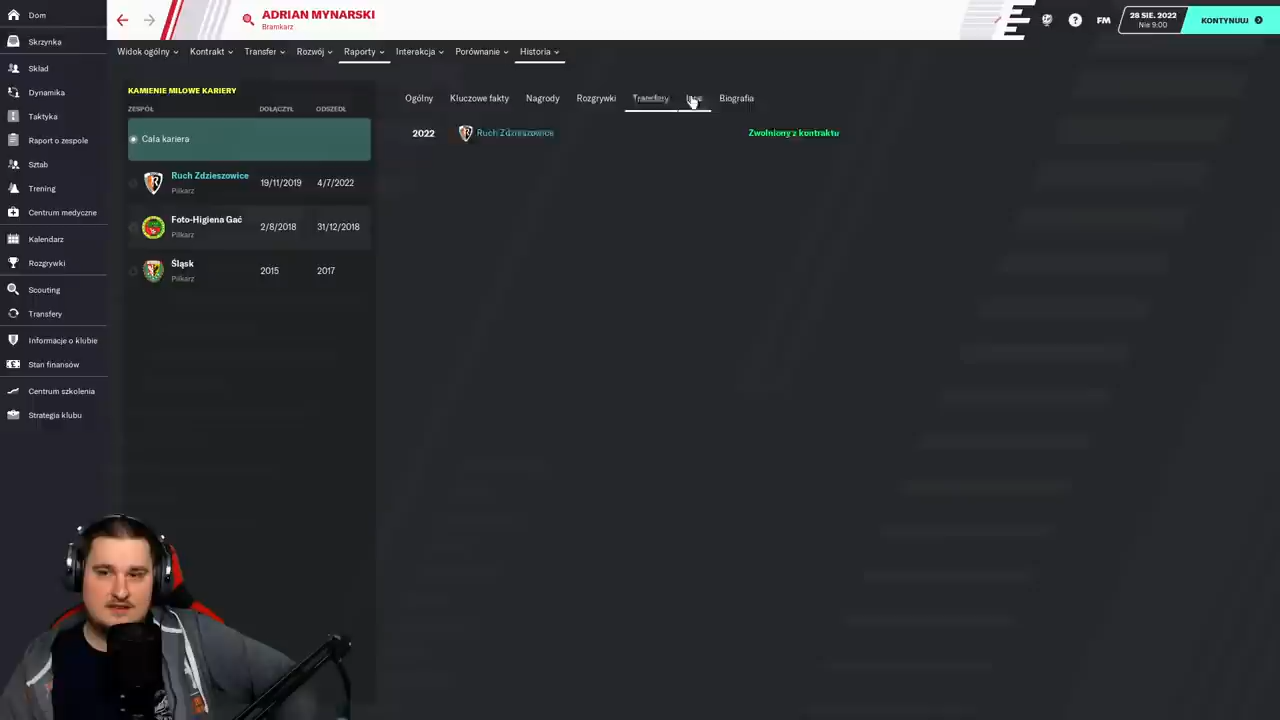 Dom
ADRIAN MYNARSKI
Bramkarz
28 SIE. 2022
Nie 9:00
KONTYNUUJ
FM
Skrzynka
Skład
Dynamika
Taktyka
Raport o zespole
Sztab
Trening
Centrum medyczne
Kalendarz
Rozgrywki
Scouting
Transfery
Informacje o klubie
Stan finansów
Centrum szkolenia
Strategia klubu
Widok ogólny
Kontrakt
Transfer
Rozwój
Raporty
Interakcja
Porównanie
Historia
KAMIENIE MILOWE KARIERY
ZESPÓŁ DOŁĄCZYŁ ODSZEDŁ
Cała kariera
Ruch Zdzieszowice 19/11/2019 4/7/2022
Piłkarz
Foto-Higiena Gać 2/8/2018 31/12/2018
Piłkarz
Śląsk 2015 2017
Piłkarz
Ogólny Kluczowe fakty Nagrody Rozgrywki Transfery Biografia
2022 Ruch Zdzieszowice Zwolniony z kontraktu